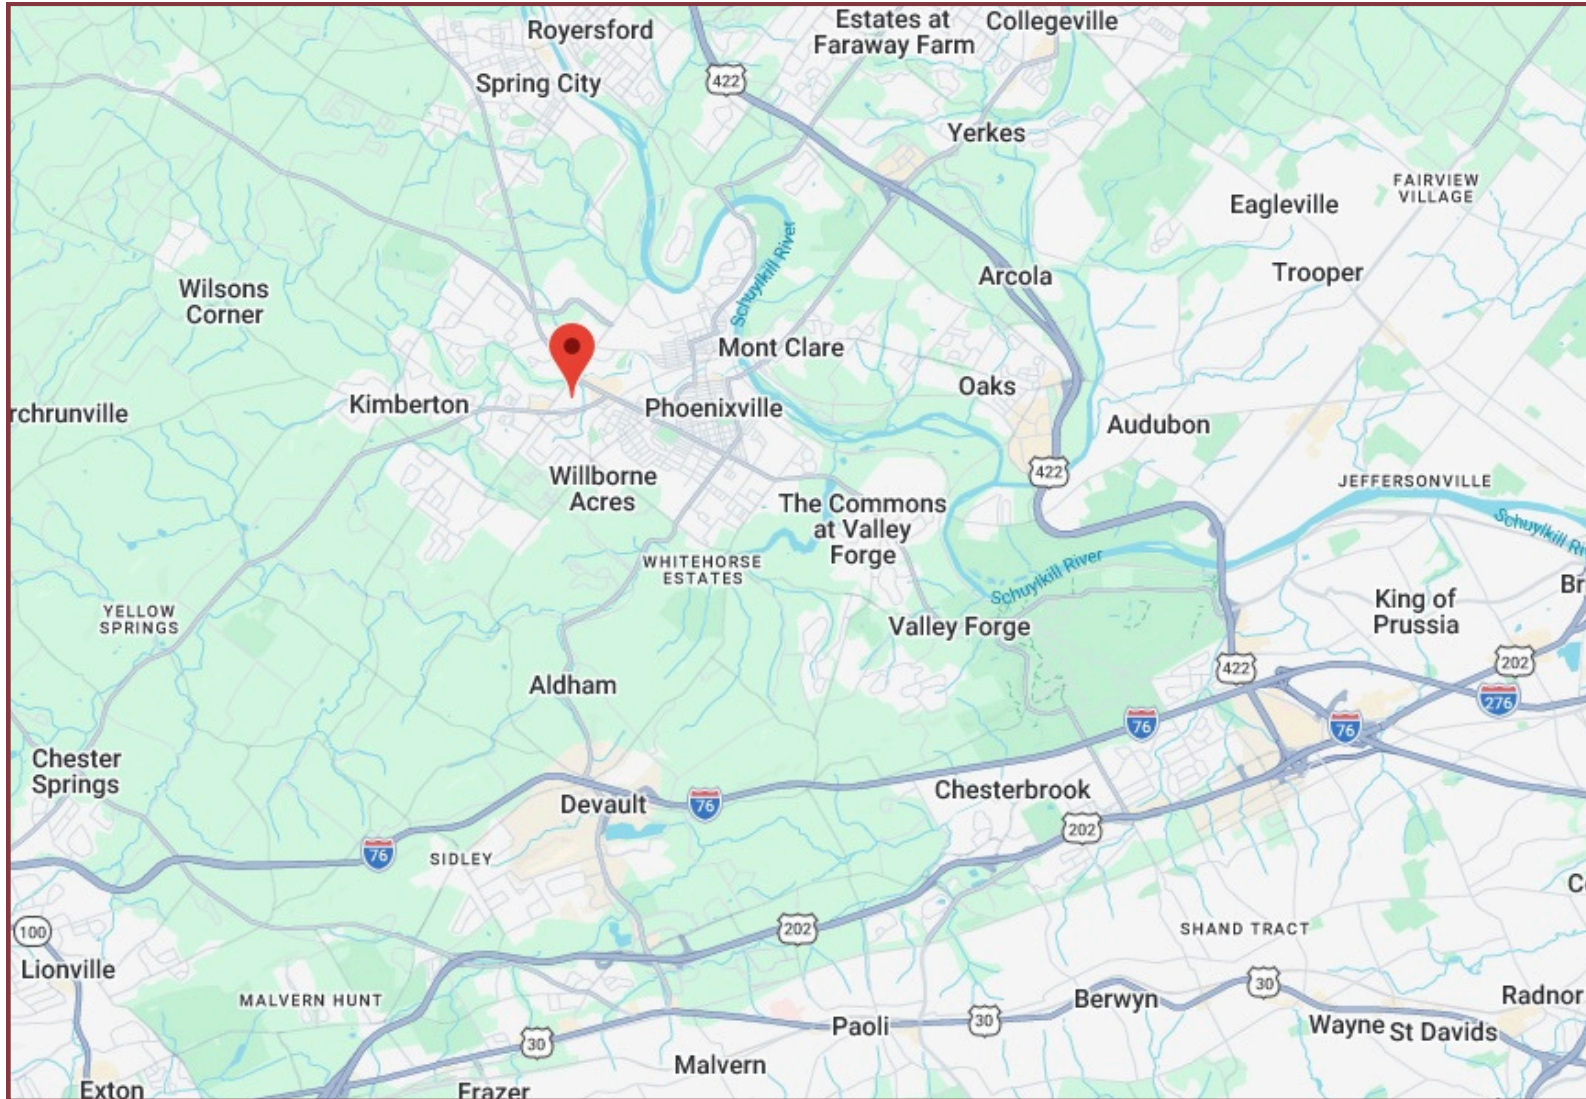 Royersford
Estates at
Faraway Farm
Collegeville
Spring City
422
Yerkes
FAIRVIEW
VILLAGE
Eagleville
Schuylkill River
Arcola
Trooper
Wilsons
Corner
Mont Clare
Oaks
Kimberton
Phoenixville
rchrunville
Audubon
Willborne
Acres
422
JEFFERSONVILLE
The Commons
at Valley
Forge
Schuylkill Ri
WHITEHORSE
ESTATES
Schuylkill River
Br
YELLOW
SPRINGS
King of
Prussia
Valley Forge
422
202
Aldham
276
76
76
Chester
Springs
Devault
76
Chesterbrook
202
76
SIDLEY
C
100
202
SHAND TRACT
Lionville
MALVERN HUNT
30
Berwyn
Radnor
30
Paoli
30
Wayne
St Davids
Malvern
Exton
Frazer